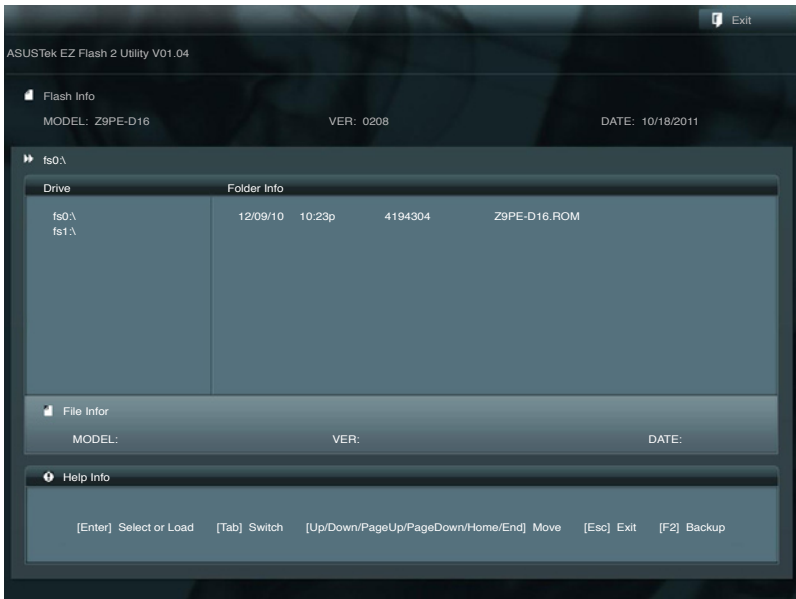 Exit
ASUSTek EZ Flash 2 Utility V01.04
Flash Info
MODEL: Z9PE-D16 VER: 0208 DATE: 10/18/2011
fs0:\
Drive Folder Info
fs0:\ 12/09/10 10:23p 4194304 Z9PE-D16.ROM
fs1:\
File Infor
MODEL: VER: DATE:
Help Info
[Enter] Select or Load [Tab] Switch [Up/Down/PageUp/PageDown/Home/End] Move [Esc] Exit [F2] Backup